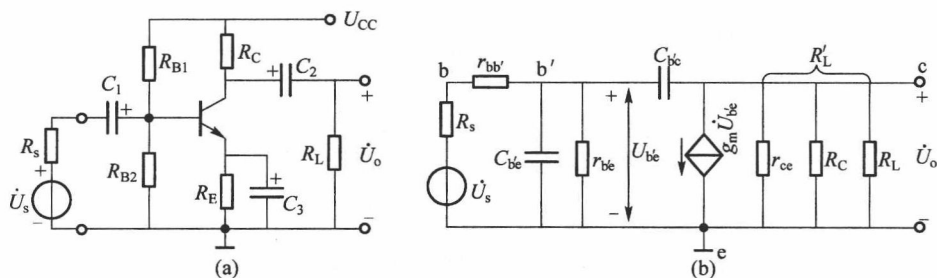 U_CC
R_B1
R_C
C_1
+
+
C_2
+
R_s
+
U̇_s
−
R_B2
R_E
+
C_3
R_L
U̇_o
−
(a)
b
r_bb'
b'
C_b'c
R'_L
c
+
R_s
U̇_s
C_b'e
r_b'e
+
U_b'e
−
g_m U̇_b'e
r_ce
R_C
R_L
U̇_o
−
e
(b)